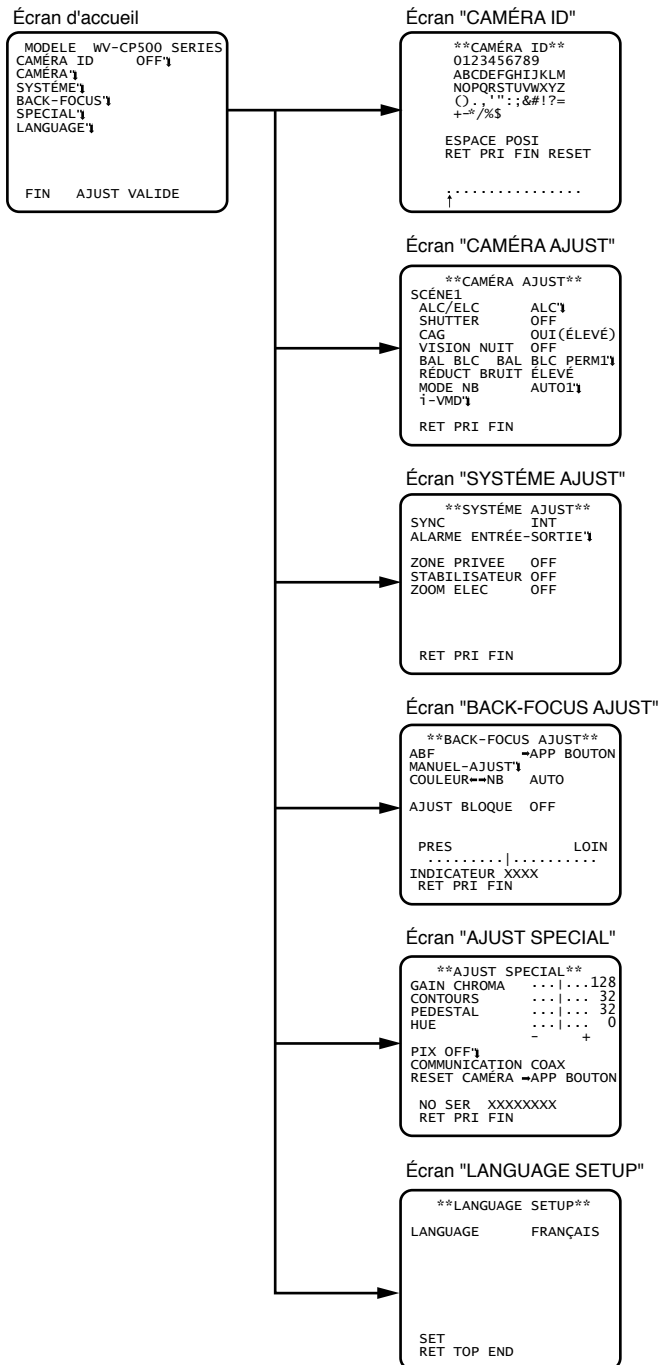 Écran d'accueil
MODELE WV-CP500 SERIES
CAMÉRA ID OFF
CAMÉRA
SYSTÉME
BACK-FOCUS
SPECIAL
LANGUAGE
FIN AJUST VALIDE
Écran "CAMÉRA ID"
**CAMÉRA ID**
0123456789
ABCDEFGHIJKLM
NOPQRSTUVWXYZ
().,'":;&#!?=
+-*/%$
ESPACE POSI
RET PRI FIN RESET
................
↑
Écran "CAMÉRA AJUST"
**CAMÉRA AJUST**
SCÉNE1
ALC/ELC ALC
SHUTTER OFF
CAG OUI(ÉLEVÉ)
VISION NUIT OFF
BAL BLC BAL BLC PERM1
RÉDUCT BRUIT ÉLEVÉ
MODE NB AUTO1
i-VMD
RET PRI FIN
Écran "SYSTÉME AJUST"
**SYSTÉME AJUST**
SYNC INT
ALARME ENTRÉE-SORTIE
ZONE PRIVEE OFF
STABILISATEUR OFF
ZOOM ELEC OFF
RET PRI FIN
Écran "BACK-FOCUS AJUST"
**BACK-FOCUS AJUST**
ABF →APP BOUTON
MANUEL-AJUST
COULEUR←→NB AUTO
AJUST BLOQUE OFF
PRES LOIN
.........|..........
INDICATEUR XXXX
RET PRI FIN
Écran "AJUST SPECIAL"
**AJUST SPECIAL**
GAIN CHROMA ...|...128
CONTOURS ...|... 32
PEDESTAL ...|... 32
HUE ...|... 0
- +
PIX OFF
COMMUNICATION COAX
RESET CAMÉRA →APP BOUTON
NO SER XXXXXXXX
RET PRI FIN
Écran "LANGUAGE SETUP"
**LANGUAGE SETUP**
LANGUAGE FRANÇAIS
SET
RET TOP END